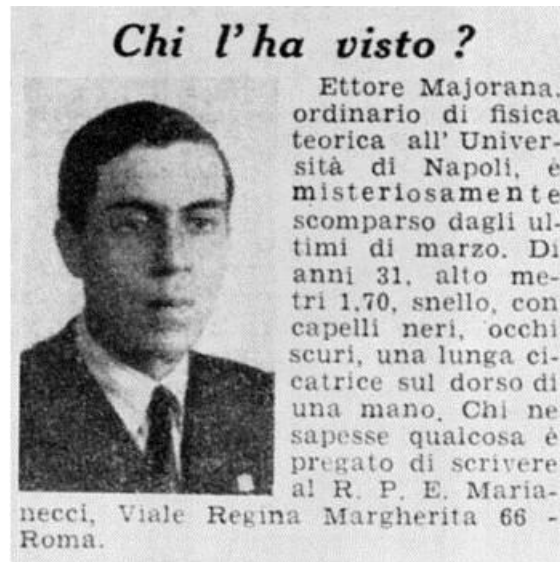 Chi l'ha visto ?
Ettore Majorana,
ordinario di fisica
teorica all' Univer-
sità di Napoli, è
misteriosamente
scomparso dagli ul-
timi di marzo. Di
anni 31, alto me-
tri 1,70, snello, con
capelli neri, occhi
scuri, una lunga ci-
catrice sul dorso di
una mano. Chi ne
sapesse qualcosa è
pregato di scrivere
al R. P. E. Maria-
necci, Viale Regina Margherita 66 -
Roma.